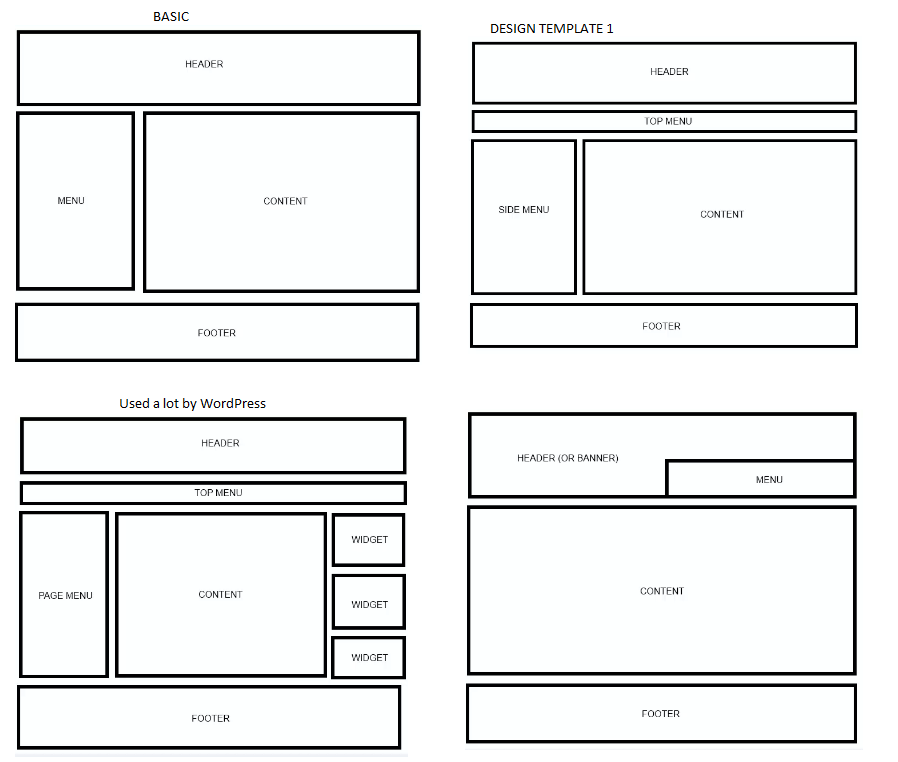 BASIC
HEADER
MENU
CONTENT
FOOTER
DESIGN TEMPLATE 1
HEADER
TOP MENU
SIDE MENU
CONTENT
FOOTER
Used a lot by WordPress
HEADER
TOP MENU
PAGE MENU
CONTENT
WIDGET
WIDGET
WIDGET
FOOTER
HEADER (OR BANNER)
MENU
CONTENT
FOOTER